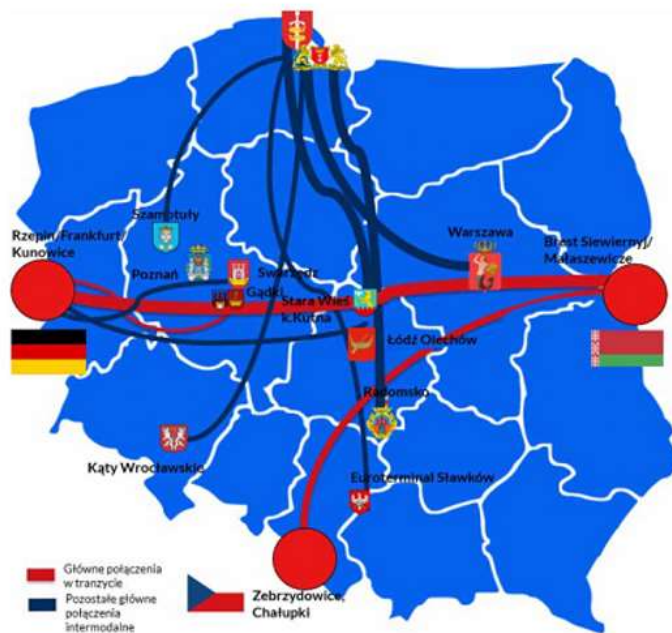 Szamotuły
Rzepin/Frankfurt/
Kunowice
Warszawa
Brest Siewiernyj/
Małaszewicze
Poznań
Swarzędz
Gądki
Stara Wieś
k.Kutna
Łódź Olechów
Radomsko
Kąty Wrocławskie
Euroterminal Sławków
Główne połączenia
w tranzycie
Pozostałe główne
połączenia
intermodalne
Zebrzydowice,
Chałupki